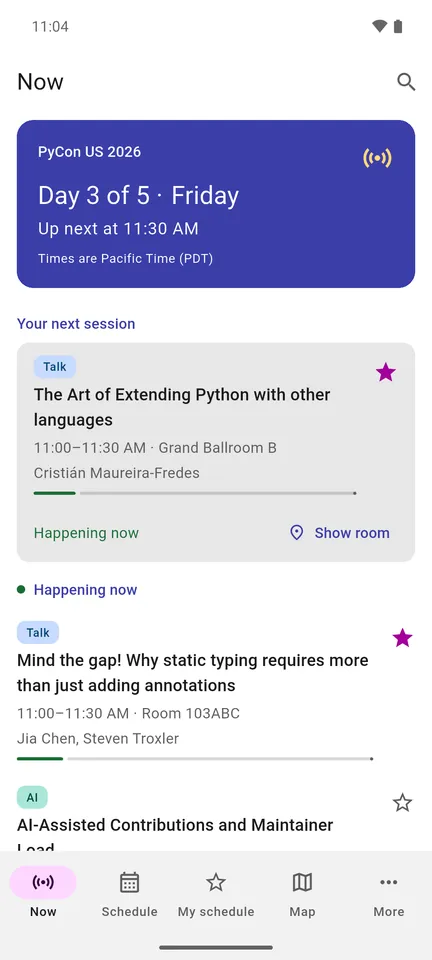 11:04
Now
PyCon US 2026
Day 3 of 5 · Friday
Up next at 11:30 AM
Times are Pacific Time (PDT)
Your next session
Talk
The Art of Extending Python with other
languages
11:00–11:30 AM · Grand Ballroom B
Cristián Maureira-Fredes
Happening now
Show room
Happening now
Talk
Mind the gap! Why static typing requires more
than just adding annotations
11:00–11:30 AM · Room 103ABC
Jia Chen, Steven Troxler
AI
AI-Assisted Contributions and Maintainer
Load
Now
Schedule
My schedule
Map
More